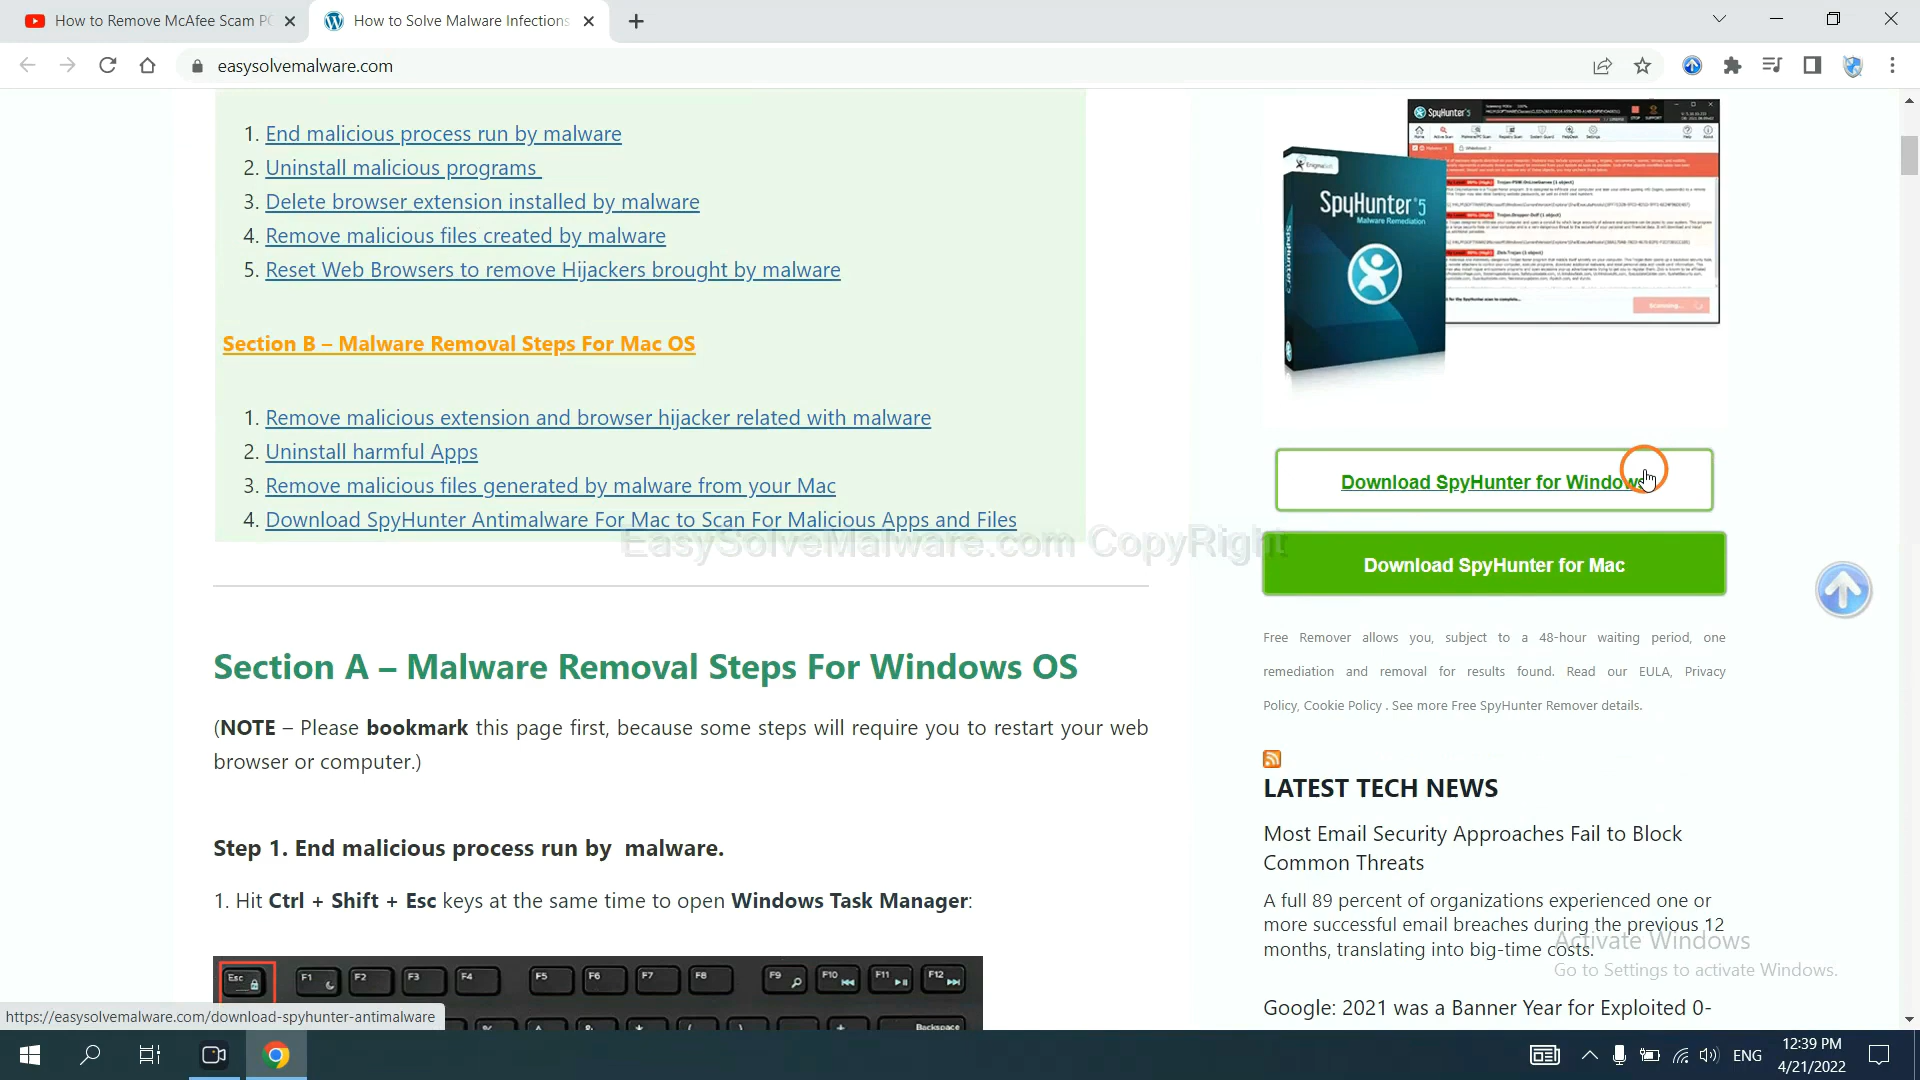 How to Remove McAfee Scam P
How to Solve Malware Infections
easysolvemalware.com
1. End malicious process run by malware
2. Uninstall malicious programs
3. Delete browser extension installed by malware
4. Remove malicious files created by malware
5. Reset Web Browsers to remove Hijackers brought by malware
Section B – Malware Removal Steps For Mac OS
1. Remove malicious extension and browser hijacker related with malware
2. Uninstall harmful Apps
3. Remove malicious files generated by malware from your Mac
4. Download SpyHunter Antimalware For Mac to Scan For Malicious Apps and Files
EasySolveMalware.com CopyRight
Section A – Malware Removal Steps For Windows OS
(NOTE – Please bookmark this page first, because some steps will require you to restart your web
browser or computer.)
Step 1. End malicious process run by malware.
1. Hit Ctrl + Shift + Esc keys at the same time to open Windows Task Manager:
Esc F1 F2 F3 F4 F5 F6 F7 F8 F9 F10 F11 F12
Backspace
SpyHunter 5
EnigmaSoft
SpyHunter 5
Malware Remediation
SpyHunter
Download SpyHunter for Windows
Download SpyHunter for Mac
Free Remover allows you, subject to a 48-hour waiting period, one
remediation and removal for results found. Read our EULA, Privacy
Policy, Cookie Policy . See more Free SpyHunter Remover details.
LATEST TECH NEWS
Most Email Security Approaches Fail to Block
Common Threats
A full 89 percent of organizations experienced one or
more successful email breaches during the previous 12
months, translating into big-time costs.
Google: 2021 was a Banner Year for Exploited 0-
Activate Windows
Go to Settings to activate Windows.
https://easysolvemalware.com/download-spyhunter-antimalware
ENG
12:39 PM
4/21/2022